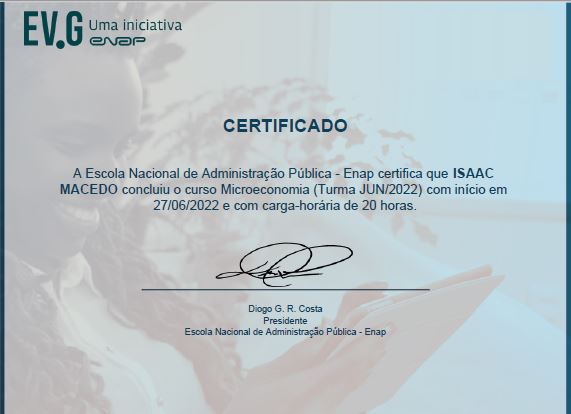 EV.G Uma iniciativa
enap
CERTIFICADO
A Escola Nacional de Administração Pública - Enap certifica que ISAAC
MACEDO concluiu o curso Microeconomia (Turma JUN/2022) com início em
27/06/2022 e com carga-horária de 20 horas.
Diogo G. R. Costa
Presidente
Escola Nacional de Administração Pública - Enap